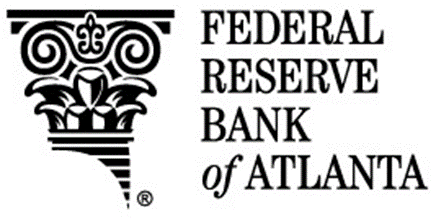 FEDERAL
RESERVE
BANK
of ATLANTA
®